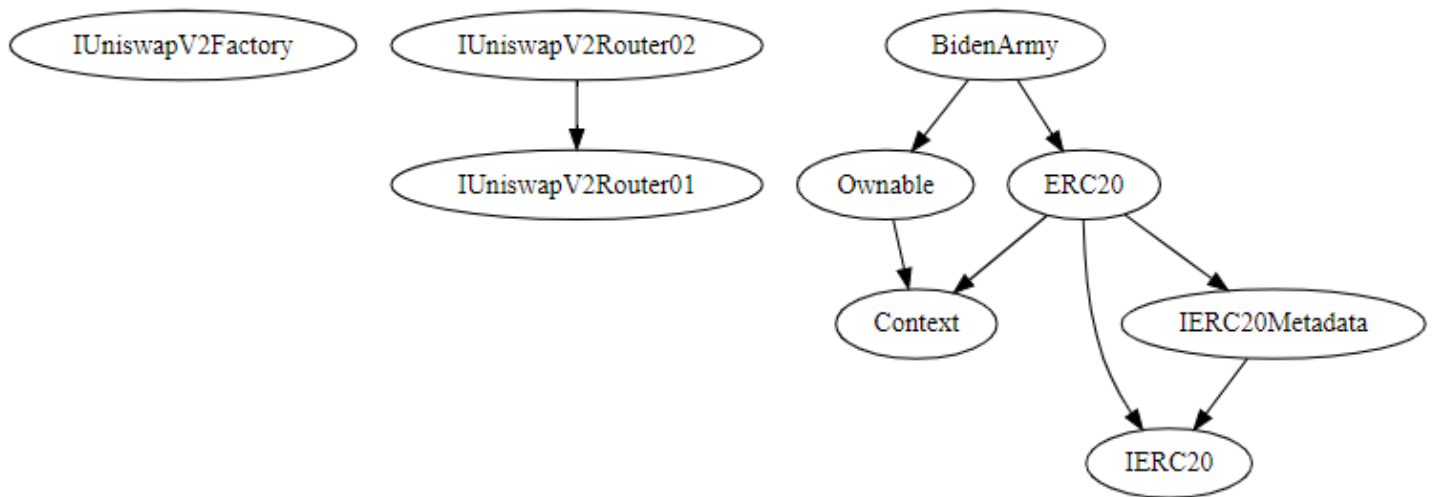 IUniswapV2Factory
IUniswapV2Router02
BidenArmy
IUniswapV2Router01
Ownable
ERC20
Context
IERC20Metadata
IERC20